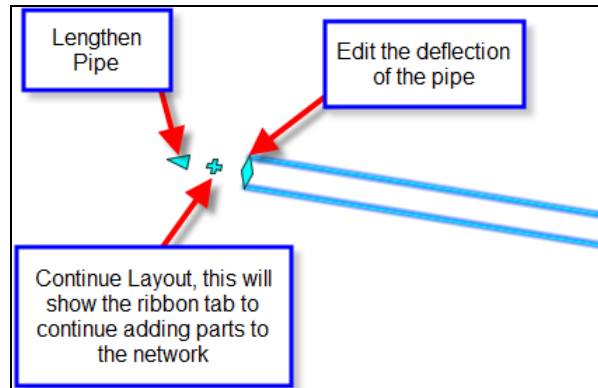 Lengthen
Pipe
Edit the deflection
of the pipe
Continue Layout, this will
show the ribbon tab to
continue adding parts to
the network